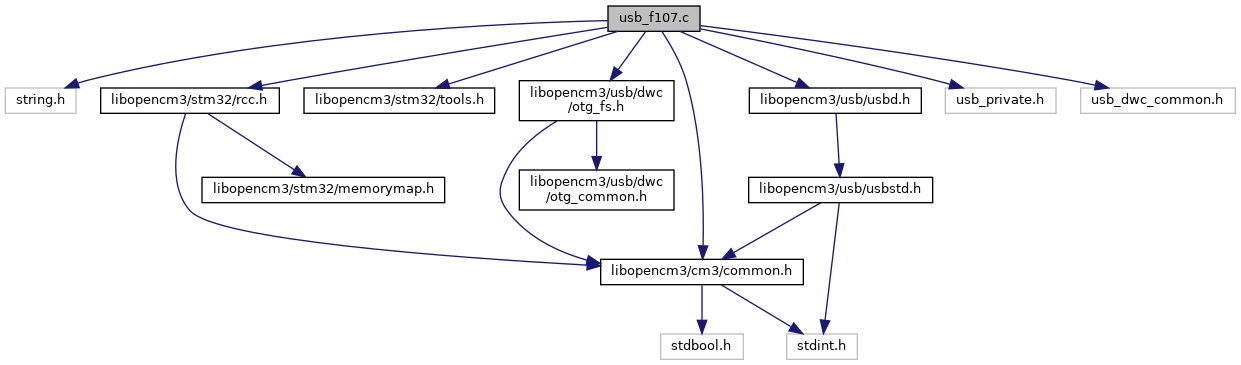 usb_f107.c
string.h
libopencm3/stm32/rcc.h
libopencm3/stm32/tools.h
libopencm3/usb/dwc
/otg_fs.h
libopencm3/usb/usbd.h
usb_private.h
usb_dwc_common.h
libopencm3/stm32/memorymap.h
libopencm3/usb/dwc
/otg_common.h
libopencm3/usb/usbstd.h
libopencm3/cm3/common.h
stdbool.h
stdint.h